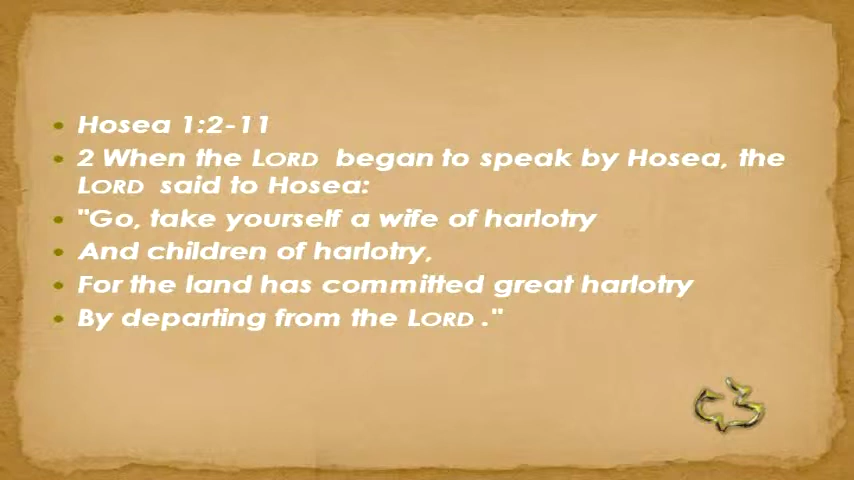 Hosea 1:2-11
2 When the LORD began to speak by Hosea, the
LORD said to Hosea:
"Go, take yourself a wife of harlotry
And children of harlotry,
For the land has committed great harlotry
By departing from the LORD ."